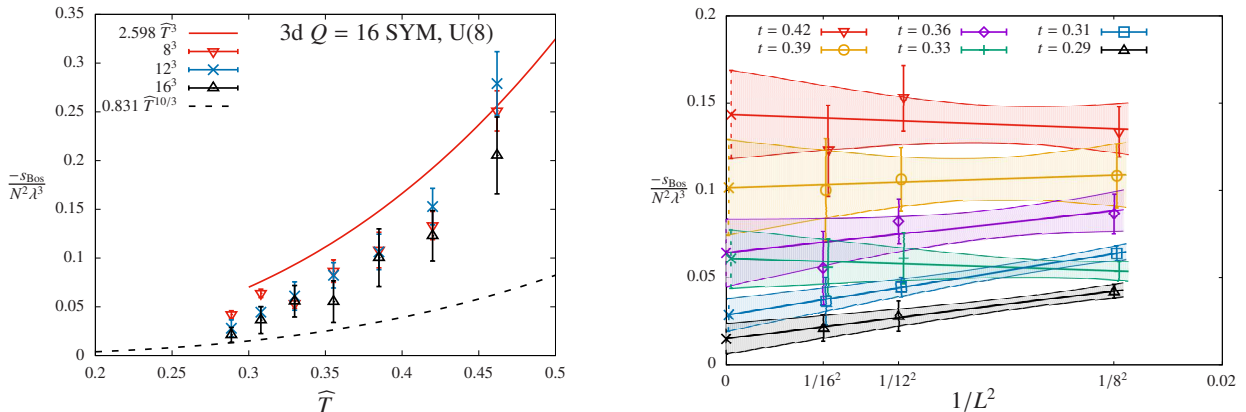 3d Q = 16 SYM, U(8)
2.598 T̂³
8³
12³
16³
0.831 T̂^10/3
0.35
0.3
0.25
0.2
0.15
0.1
0.05
0
−s_Bos / N²λ³
0.2
0.25
0.3
0.35
0.4
0.45
0.5
T̂
t = 0.42
t = 0.36
t = 0.31
t = 0.39
t = 0.33
t = 0.29
0.2
0.15
0.1
0.05
0
−s_Bos / N²λ³
0
1/16²
1/12²
1/8²
0.02
1/L²